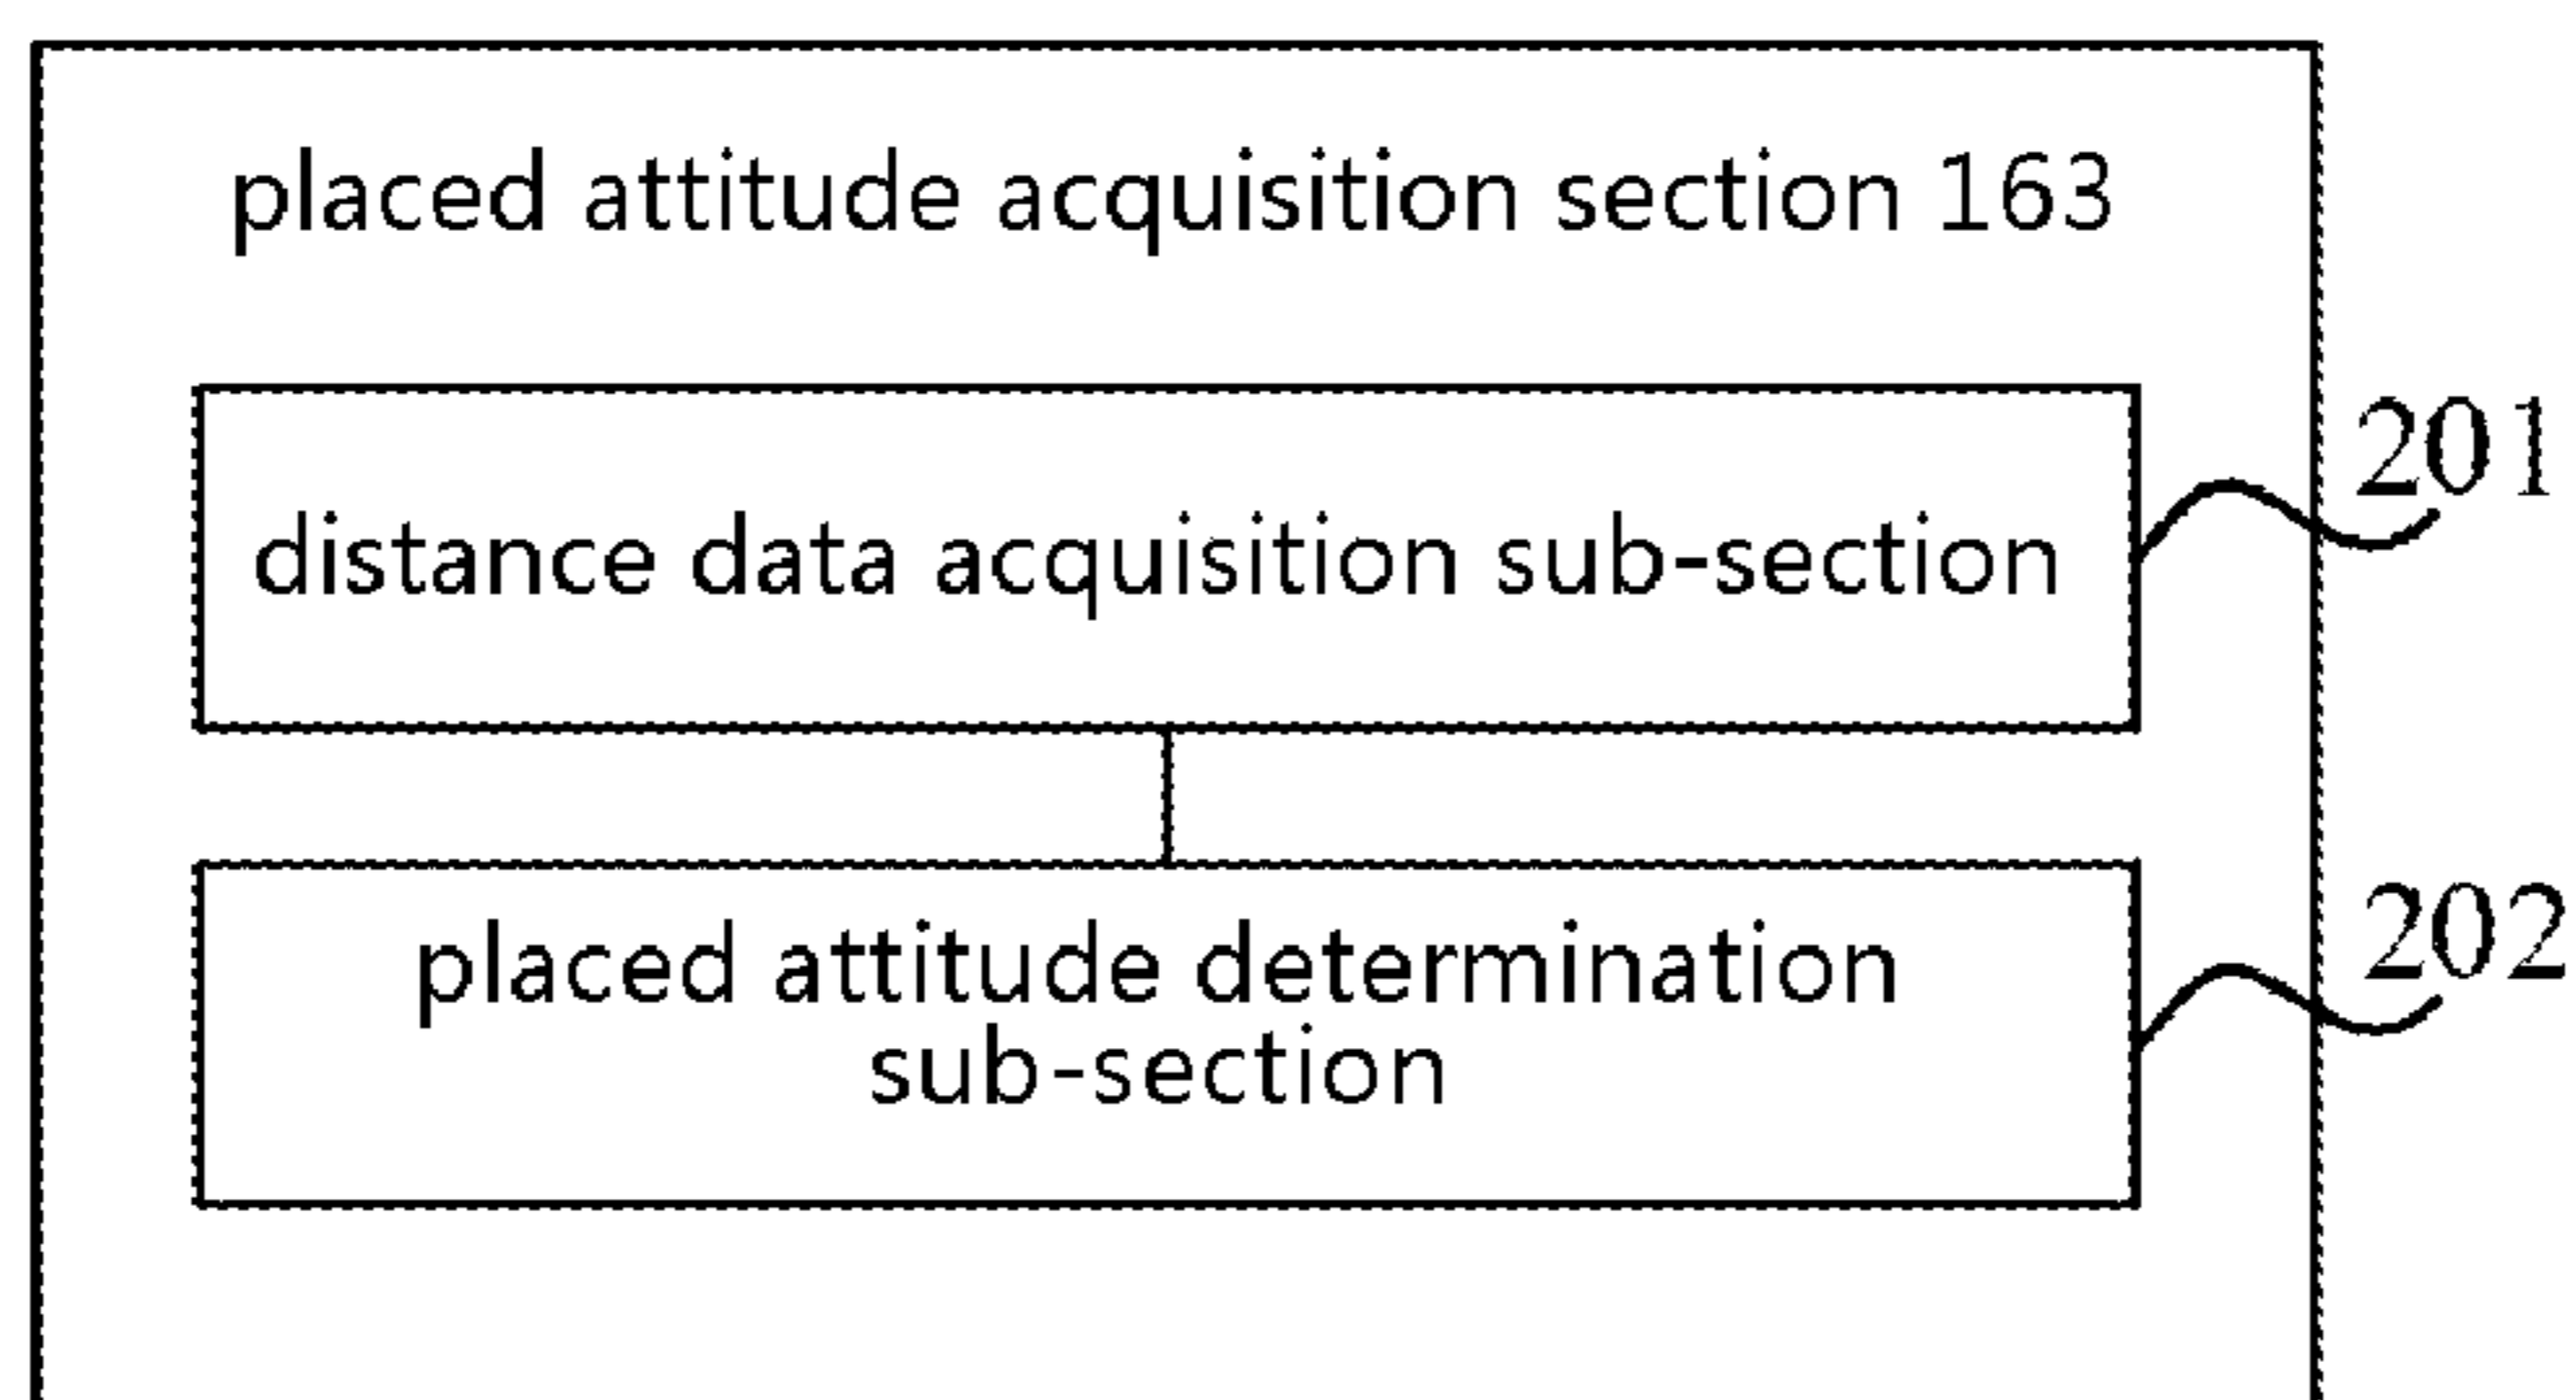 placed attitude acquisition section 163
201
distance data acquisition sub-section
202
placed attitude determination
sub-section